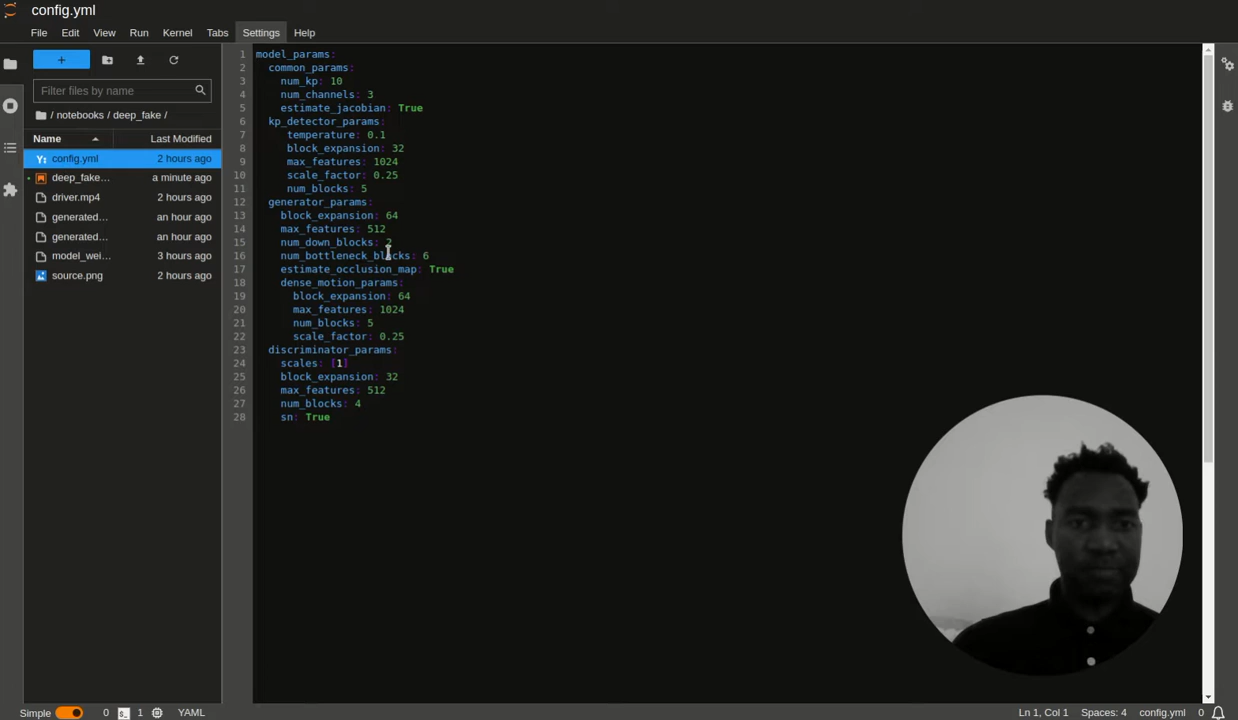 config.yml
File Edit View Run Kernel Tabs Settings Help
+
Filter files by name
/ notebooks / deep_fake /
Name Last Modified
config.yml 2 hours ago
deep_fake... a minute ago
driver.mp4 2 hours ago
generated... an hour ago
generated... an hour ago
model_wei... 3 hours ago
source.png 2 hours ago
1 model_params:
2 common_params:
3 num_kp: 10
4 num_channels: 3
5 estimate_jacobian: True
6 kp_detector_params:
7 temperature: 0.1
8 block_expansion: 32
9 max_features: 1024
10 scale_factor: 0.25
11 num_blocks: 5
12 generator_params:
13 block_expansion: 64
14 max_features: 512
15 num_down_blocks: 2
16 num_bottleneck_blocks: 6
17 estimate_occlusion_map: True
18 dense_motion_params:
19 block_expansion: 64
20 max_features: 1024
21 num_blocks: 5
22 scale_factor: 0.25
23 discriminator_params:
24 scales: [1]
25 block_expansion: 32
26 max_features: 512
27 num_blocks: 4
28 sn: True
Simple 0 1 YAML Ln 1, Col 1 Spaces: 4 config.yml 0